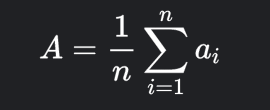 A = \frac{1}{n} \sum_{i=1}^{n} a_i